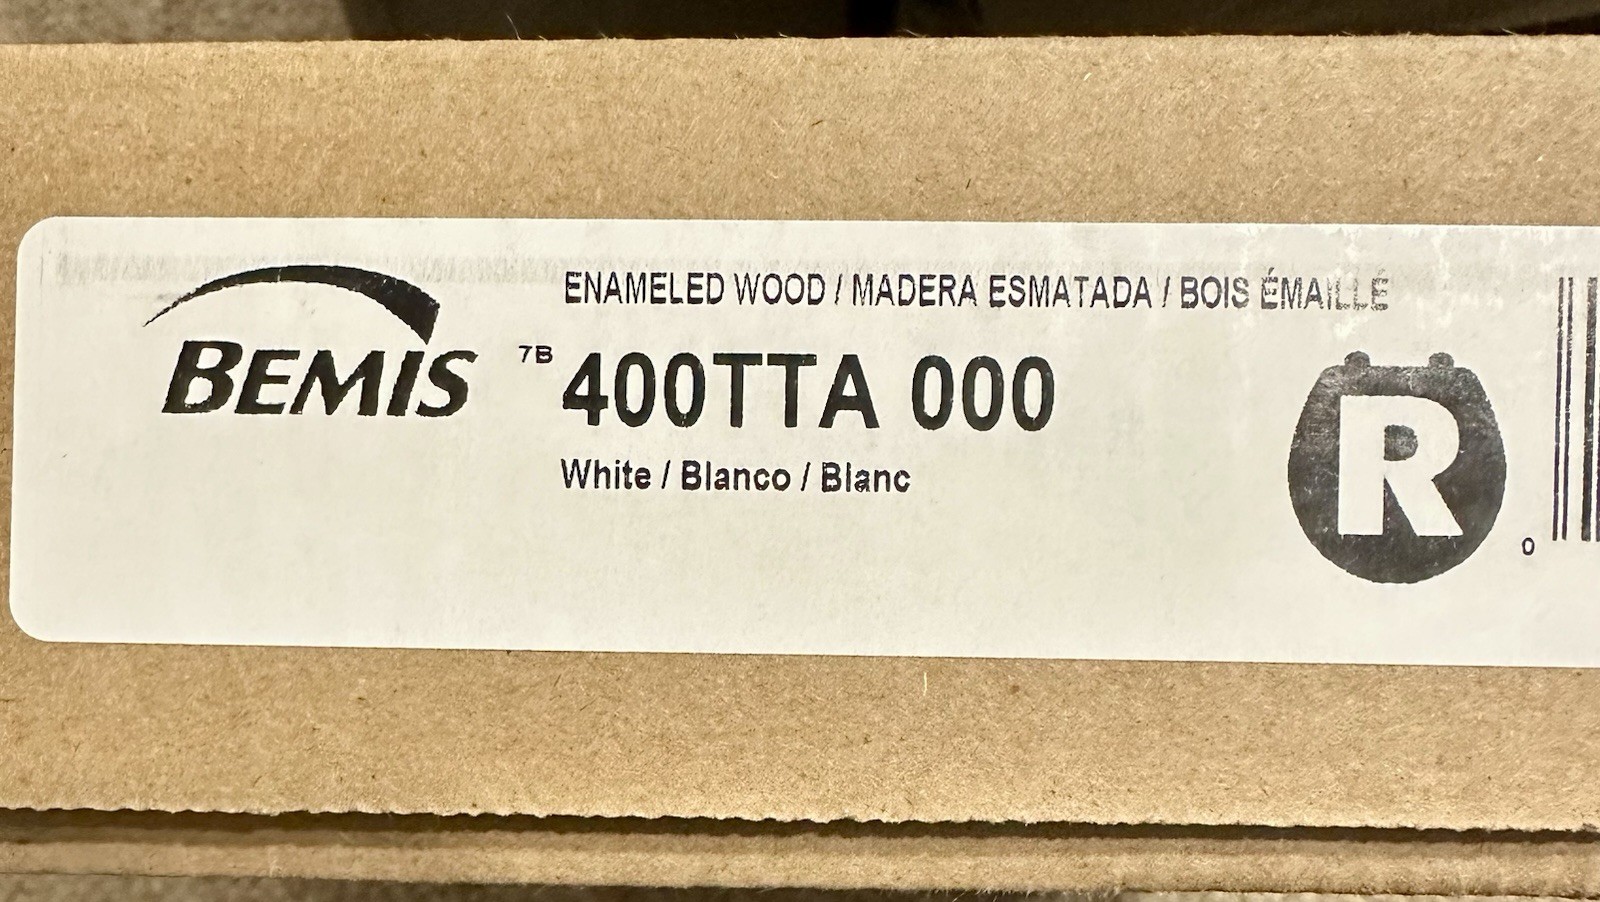 BEMIS
ENAMELED WOOD / MADERA ESMATADA / BOIS ÉMAILLÉ
7B 400TTA 000
White / Blanco / Blanc
R
0